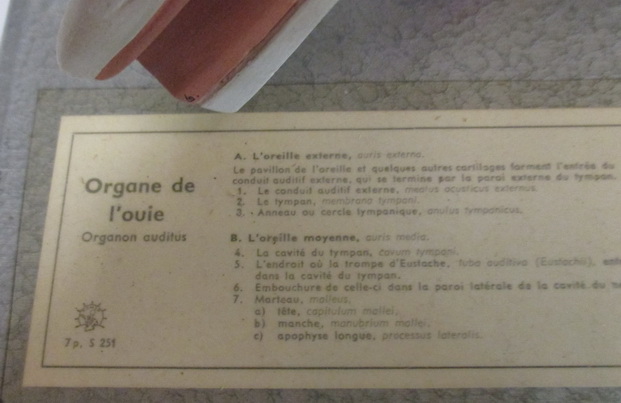 Organe de
l'ouie
Organon auditus
7p, S 251
A. L'oreille externe, auris externa.
Le pavillon de l'oreille et quelques autres cartilages formant l'entrée du
conduit auditif externe, qui se termine par la paroi externe du tympan.
1. Le conduit auditif externe, meatus acusticus externus.
2. Le tympan, membrana tympani.
3. Anneau ou cercle tympanique, anulus tympanicus.
B. L'oreille moyenne, auris media.
4. La cavité du tympan, cavum tympani.
5. L'endroit où la trompe d'Eustache, tuba auditiva (Eustachii),
dans la cavité du tympan.
6. Embouchure de celle-ci dans la paroi latérale de la cavité du
7. Marteau, malleus,
a) tête, capitulum mallei,
b) manche, manubrium mallei,
c) apophyse longue, processus lateralis.